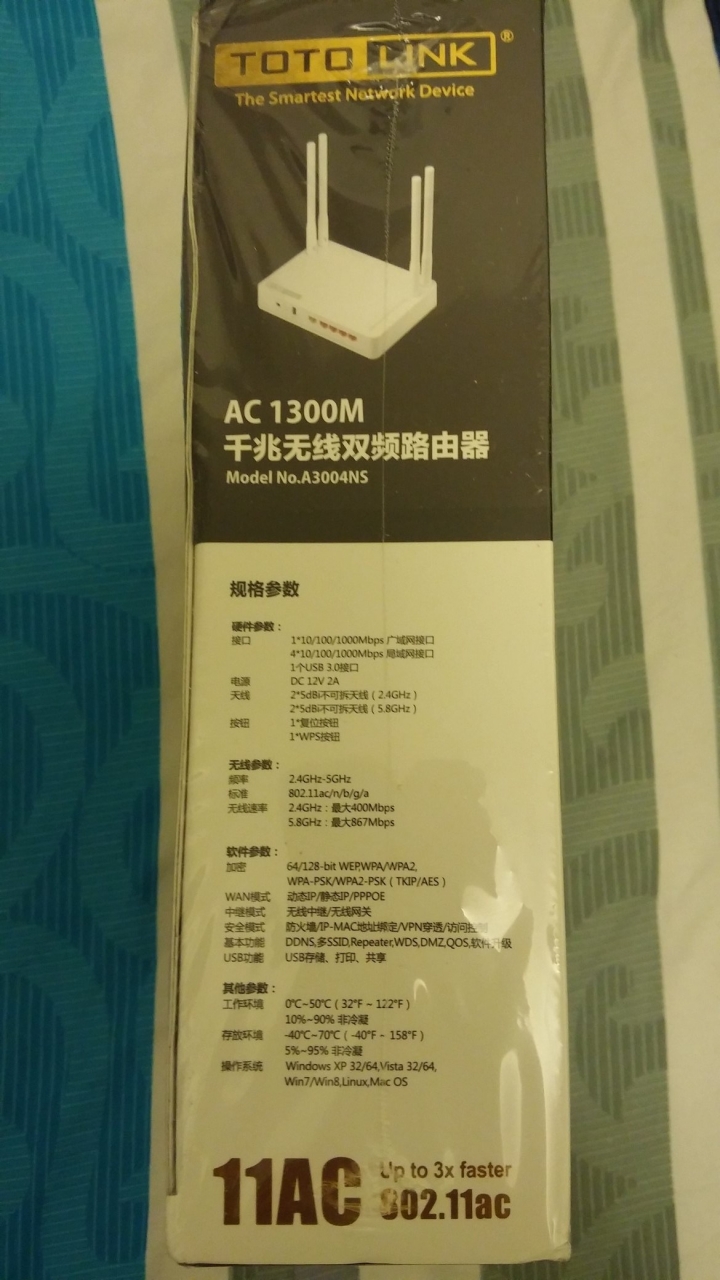 TOTO LINK®
The Smartest Network Device
AC 1300M
千兆无线双频路由器
Model No.A3004NS
规格参数
硬件参数：
接口 1*10/100/1000Mbps 广域网接口
4*10/100/1000Mbps 局域网接口
1个USB 3.0接口
电源 DC 12V 2A
天线 2*5dBi不可拆天线（2.4GHz）
2*5dBi不可拆天线（5.8GHz）
按钮 1*复位按钮
1*WPS按钮
无线参数：
频率 2.4GHz-5GHz
标准 802.11ac/n/b/g/a
无线速率 2.4GHz：最大400Mbps
5.8GHz：最大867Mbps
软件参数：
加密 64/128-bit WEP,WPA/WPA2,
WPA-PSK/WPA2-PSK（TKIP/AES）
WAN模式 动态IP/静态IP/PPPOE
中继模式 无线中继/无线网关
安全模式 防火墙/IP-MAC地址绑定/VPN穿透/访问控制
基本功能 DDNS,多SSID,Repeater,WDS,DMZ,QOS,软件升级
USB功能 USB存储、打印、共享
其他参数：
工作环境 0℃~50℃（32°F ~ 122°F）
10%~90% 非冷凝
存放环境 -40℃~70℃（-40°F ~ 158°F）
5%~95% 非冷凝
操作系统 Windows XP 32/64,Vista 32/64,
Win7/Win8,Linux,Mac OS
11AC Up to 3x faster
802.11ac